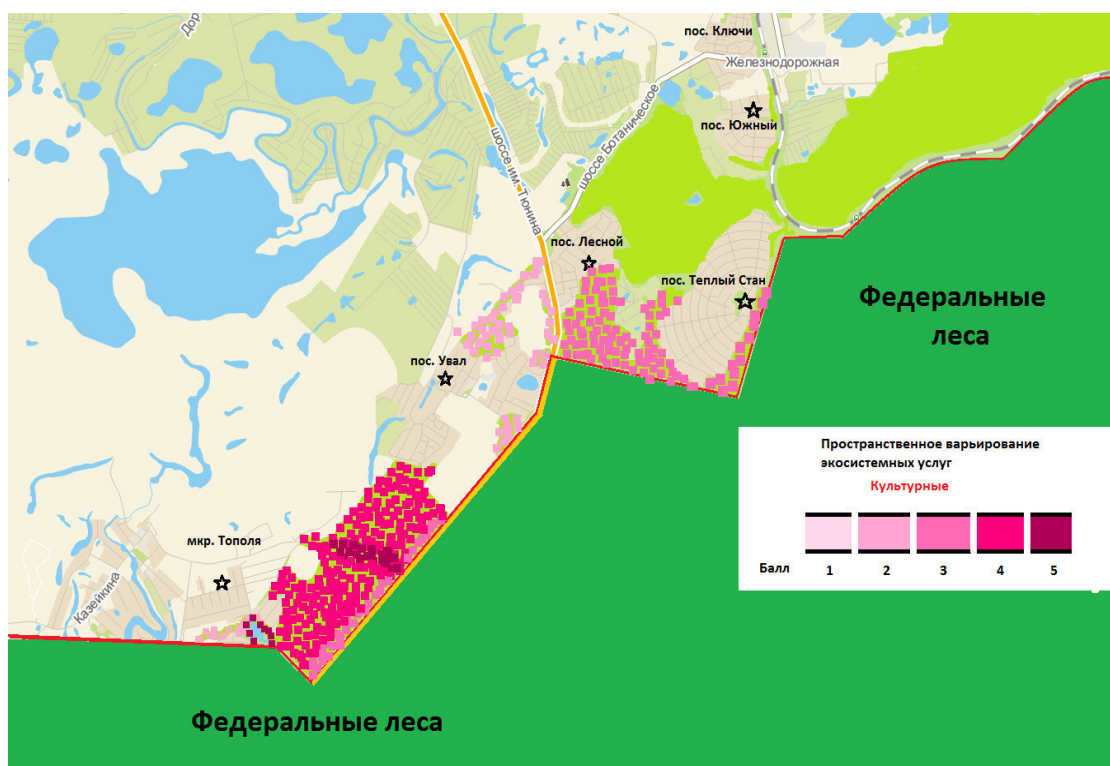 Дор
пос. Ключи
Железнодорожная
пос. Южный
шоссе Ботаническое
шоссе им. Тюнина
пос. Лесной
пос. Теплый Стан
Федеральные
леса
пос. Увал
Пространственное варьирование
экосистемных услуг
Культурные
Балл 1 2 3 4 5
мкр. Тополя
Казейкина
Федеральные леса